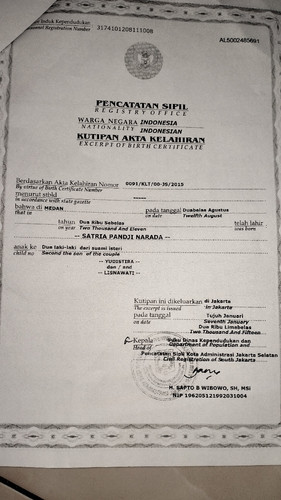 Induk Kependudukan
Registration Number 3174101208111008
AL5002485691
PENCATATAN SIPIL
REGISTRY OFFICE
WARGA NEGARA INDONESIA
NATIONALITY INDONESIAN
KUTIPAN AKTA KELAHIRAN
EXCERPT OF BIRTH CERTIFICATE
Berdasarkan Akta Kelahiran Nomor 0091/KLT/00-JS/2015
By virtue of Birth Certificate Number
menurut stbld -----
in accordance with state gazette
bahwa di MEDAN pada tanggal Duabelas Agustus
that in on date Twelfth August
tahun Dua Ribu Sebelas telah lahir
on year Two Thousand And Eleven was born
-- SATRIA PANDJI NARADA --
anak ke Dua laki-laki dari suami isteri
child no Second the son of the couple
-- YUGISTIRA --
dan / and
-- LISNAWATI --
Kutipan ini dikeluarkan di Jakarta
The excerpt is issued in Jakarta
pada tanggal Tujuh Januari
on date Seventh January
Dua Ribu Limabelas
Two Thousand And Fifteen
Kepala Suku Dinas Kependudukan dan
Head of Department of Population and
Pencatatan Sipil Kota Administrasi Jakarta Selatan
Civil Registration of South Jakarta
H. SAPTO B WIBOWO, SH, MSi
NIP 196205121992031004